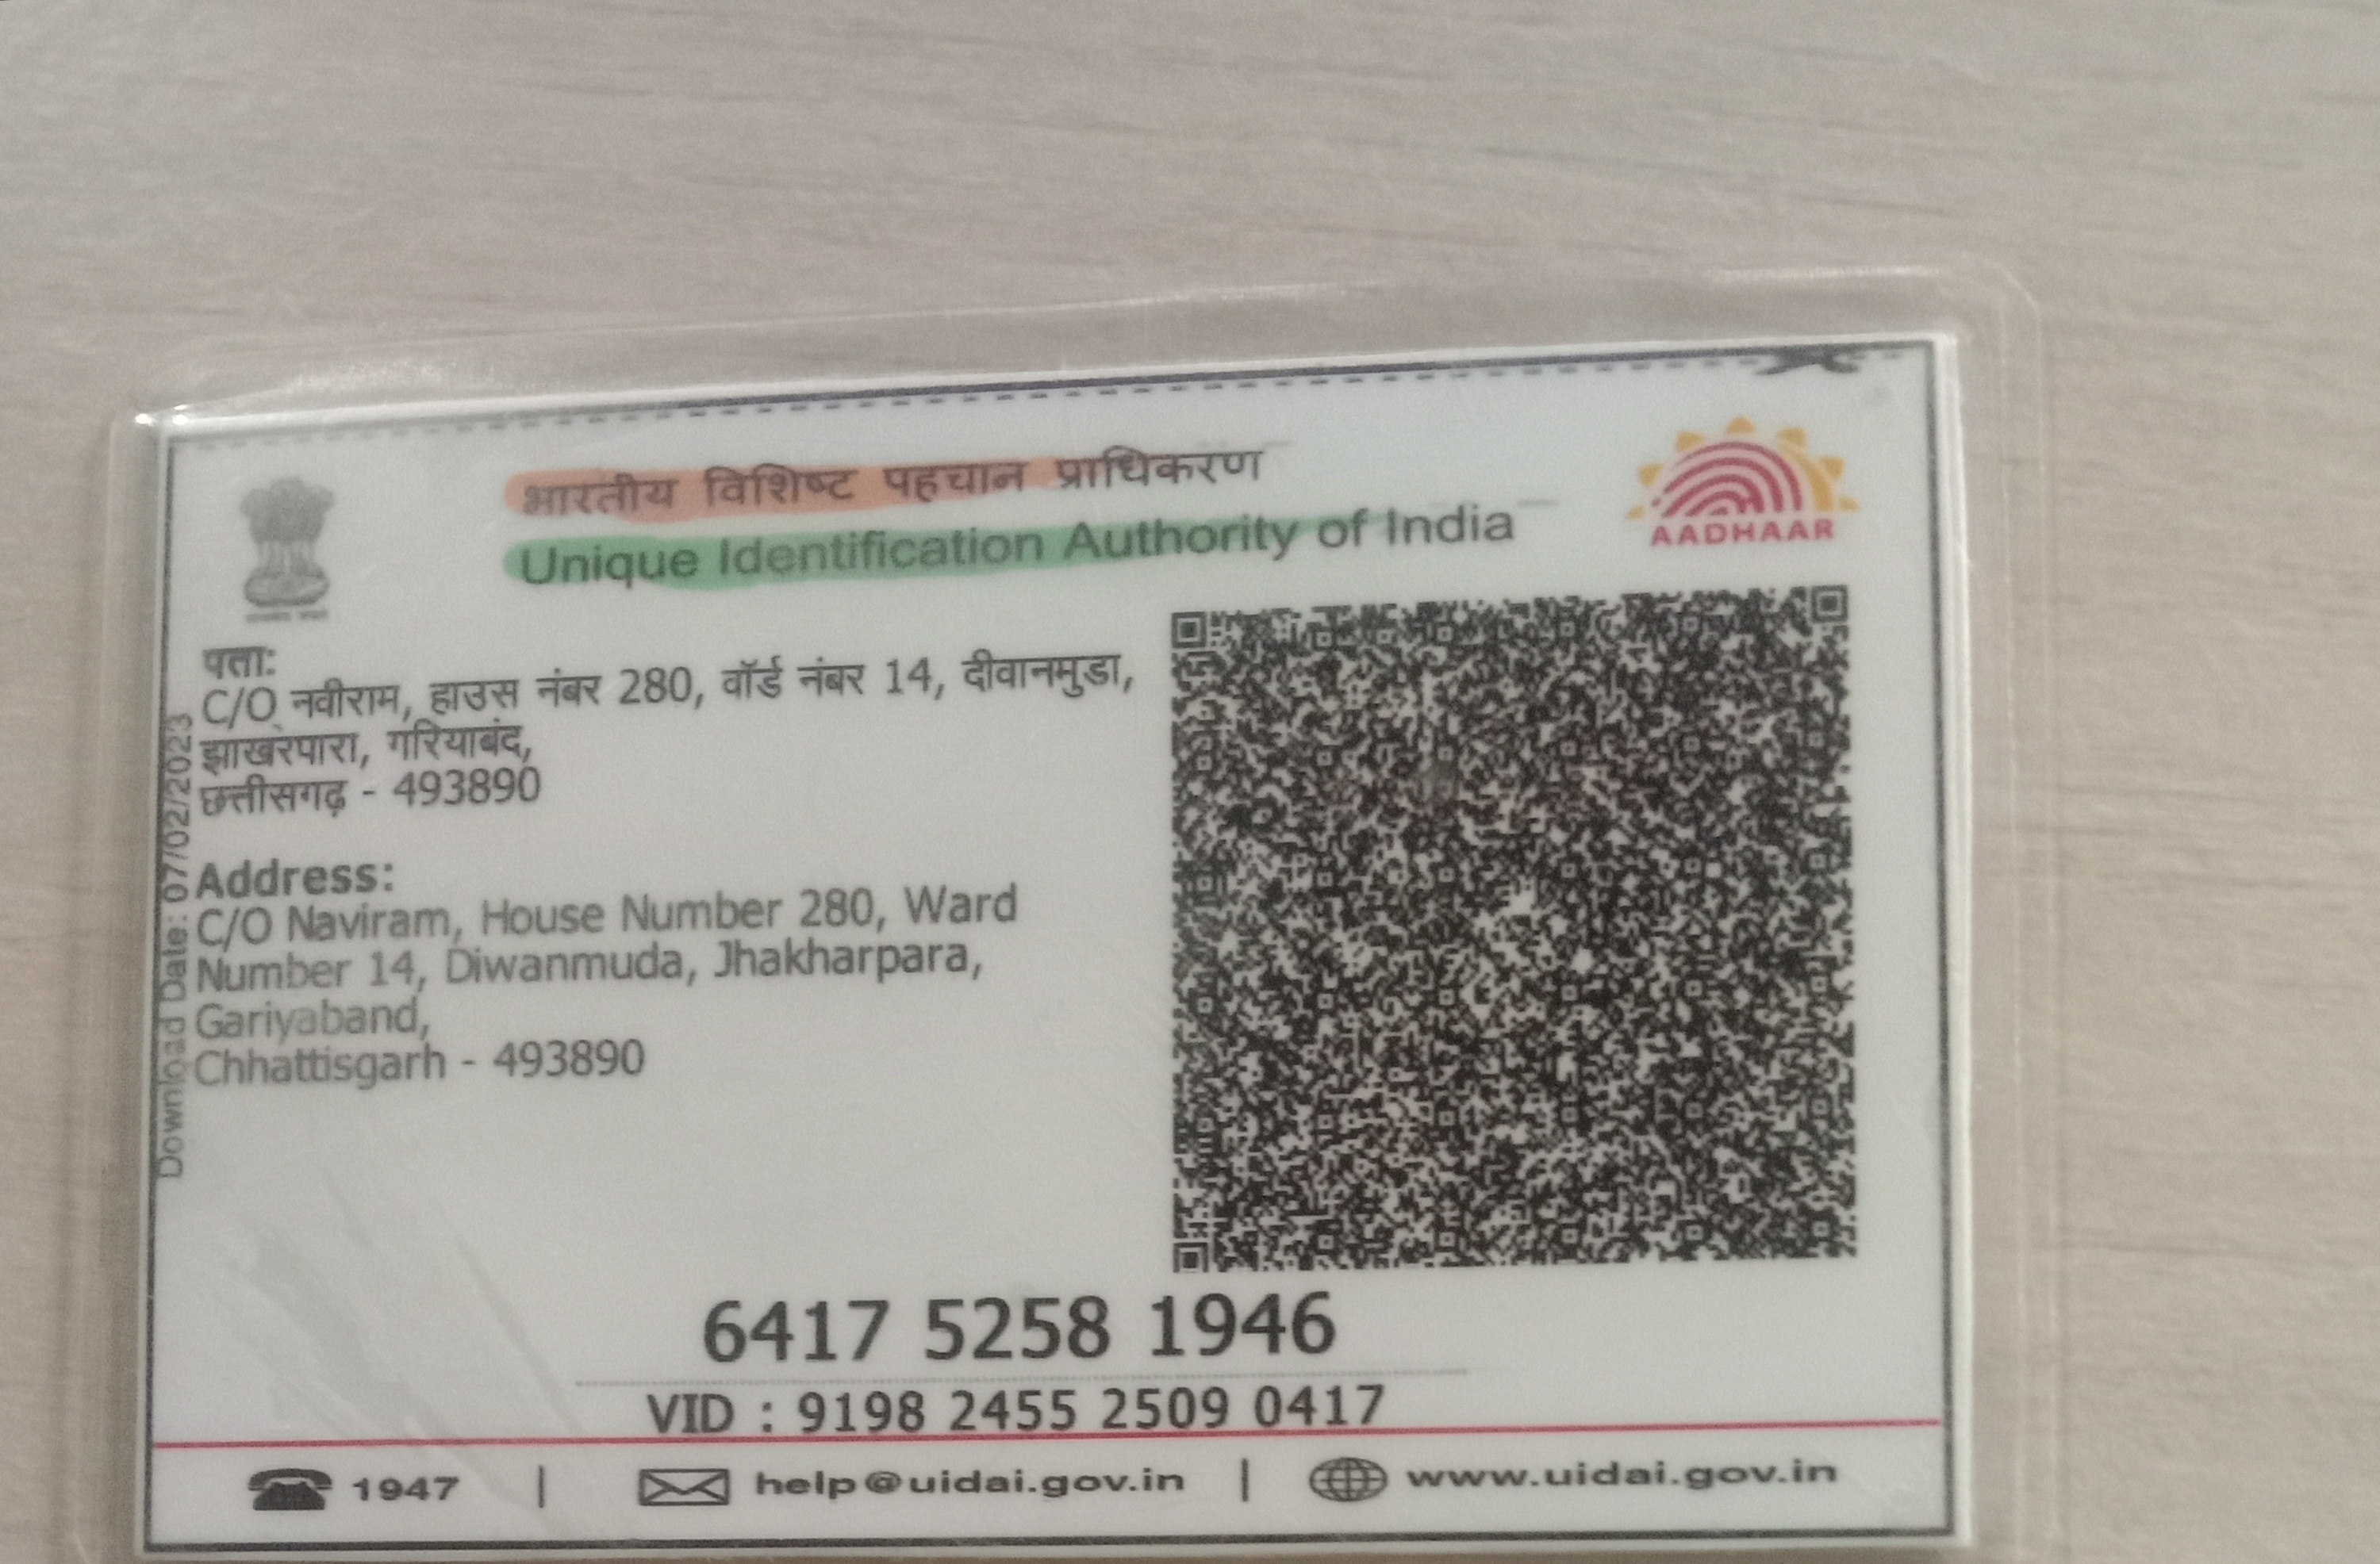 भारतीय विशिष्ट पहचान प्राधिकरण
Unique Identification Authority of India
AADHAAR
पता:
C/O नवीराम, हाउस नंबर 280, वॉर्ड नंबर 14, दीवानमुडा,
झाखरपारा, गरियाबंद,
छत्तीसगढ़ - 493890
Address:
C/O Naviram, House Number 280, Ward
Number 14, Diwanmuda, Jhakharpara,
Gariyaband,
Chhattisgarh - 493890
Download Date: 07/02/2023
6417 5258 1946
VID : 9198 2455 2509 0417
1947 | help@uidai.gov.in | www.uidai.gov.in